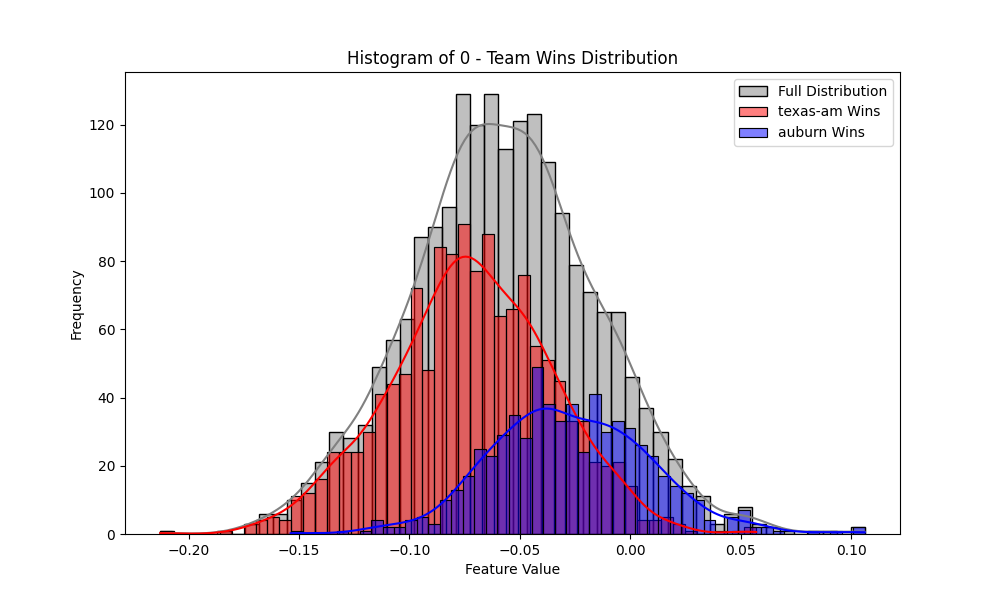 Histogram of 0 - Team Wins Distribution
Full Distribution
texas-am Wins
auburn Wins
Frequency
120
100
80
60
40
20
0
−0.20
−0.15
−0.10
−0.05
0.00
0.05
0.10
Feature Value